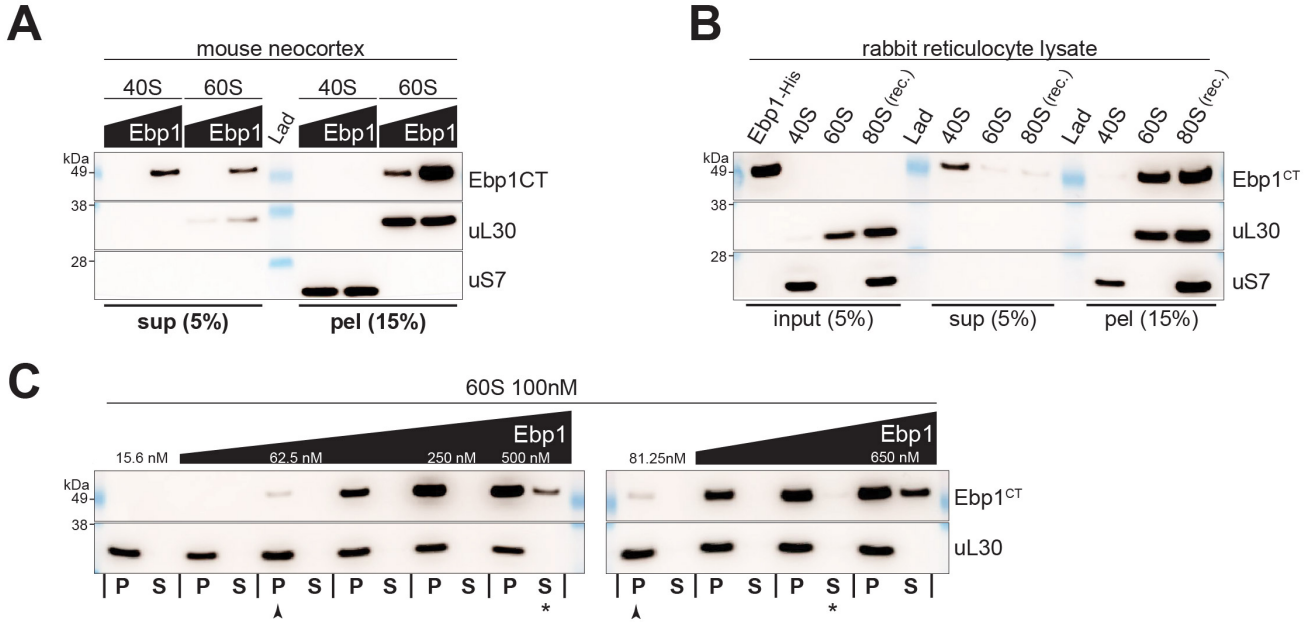 A
mouse neocortex
40S 60S 40S 60S
Ebp1 Ebp1 Lad Ebp1 Ebp1
kDa
49 Ebp1CT
38
uL30
28
uS7
sup (5%) pel (15%)
B
rabbit reticulocyte lysate
Ebp1-His 40S 60S 80S (rec.) Lad 40S 60S 80S (rec.) Lad 40S 60S 80S (rec.)
kDa
49 Ebp1CT
38
uL30
28
uS7
input (5%) sup (5%) pel (15%)
C
60S 100nM
Ebp1 Ebp1
15.6 nM 62.5 nM 250 nM 500 nM 81.25nM 650 nM
kDa
49 Ebp1CT
38
uL30
P S P S P S P S P S P S P S P S P S P S
* *